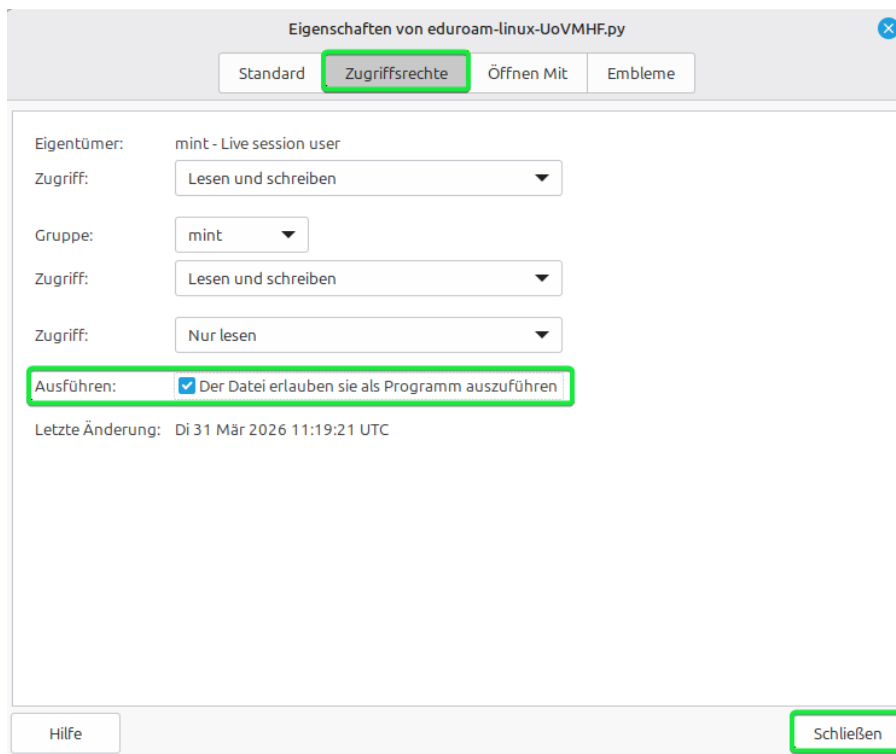 Eigenschaften von eduroam-linux-UoVMHF.py
Standard Zugriffsrechte Öffnen Mit Embleme
Eigentümer: mint - Live session user
Zugriff: Lesen und schreiben
Gruppe: mint
Zugriff: Lesen und schreiben
Zugriff: Nur lesen
Ausführen: Der Datei erlauben sie als Programm auszuführen
Letzte Änderung: Di 31 Mär 2026 11:19:21 UTC
Hilfe Schließen